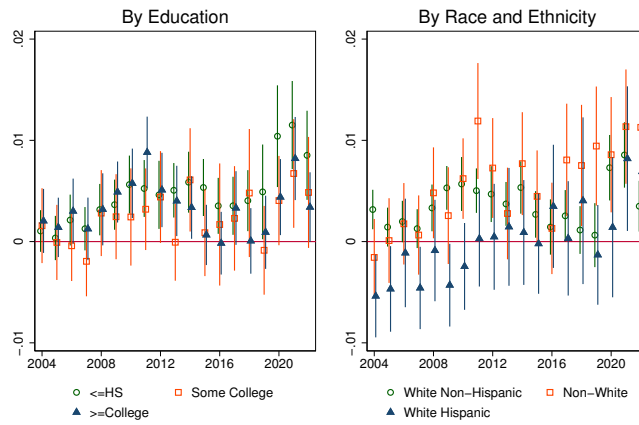 By Education
.02
.01
0
-.01
2004 2008 2012 2016 2020
<=HS
Some College
>=College
By Race and Ethnicity
.02
.01
0
-.01
2004 2008 2012 2016 2020
White Non-Hispanic
Non-White
White Hispanic